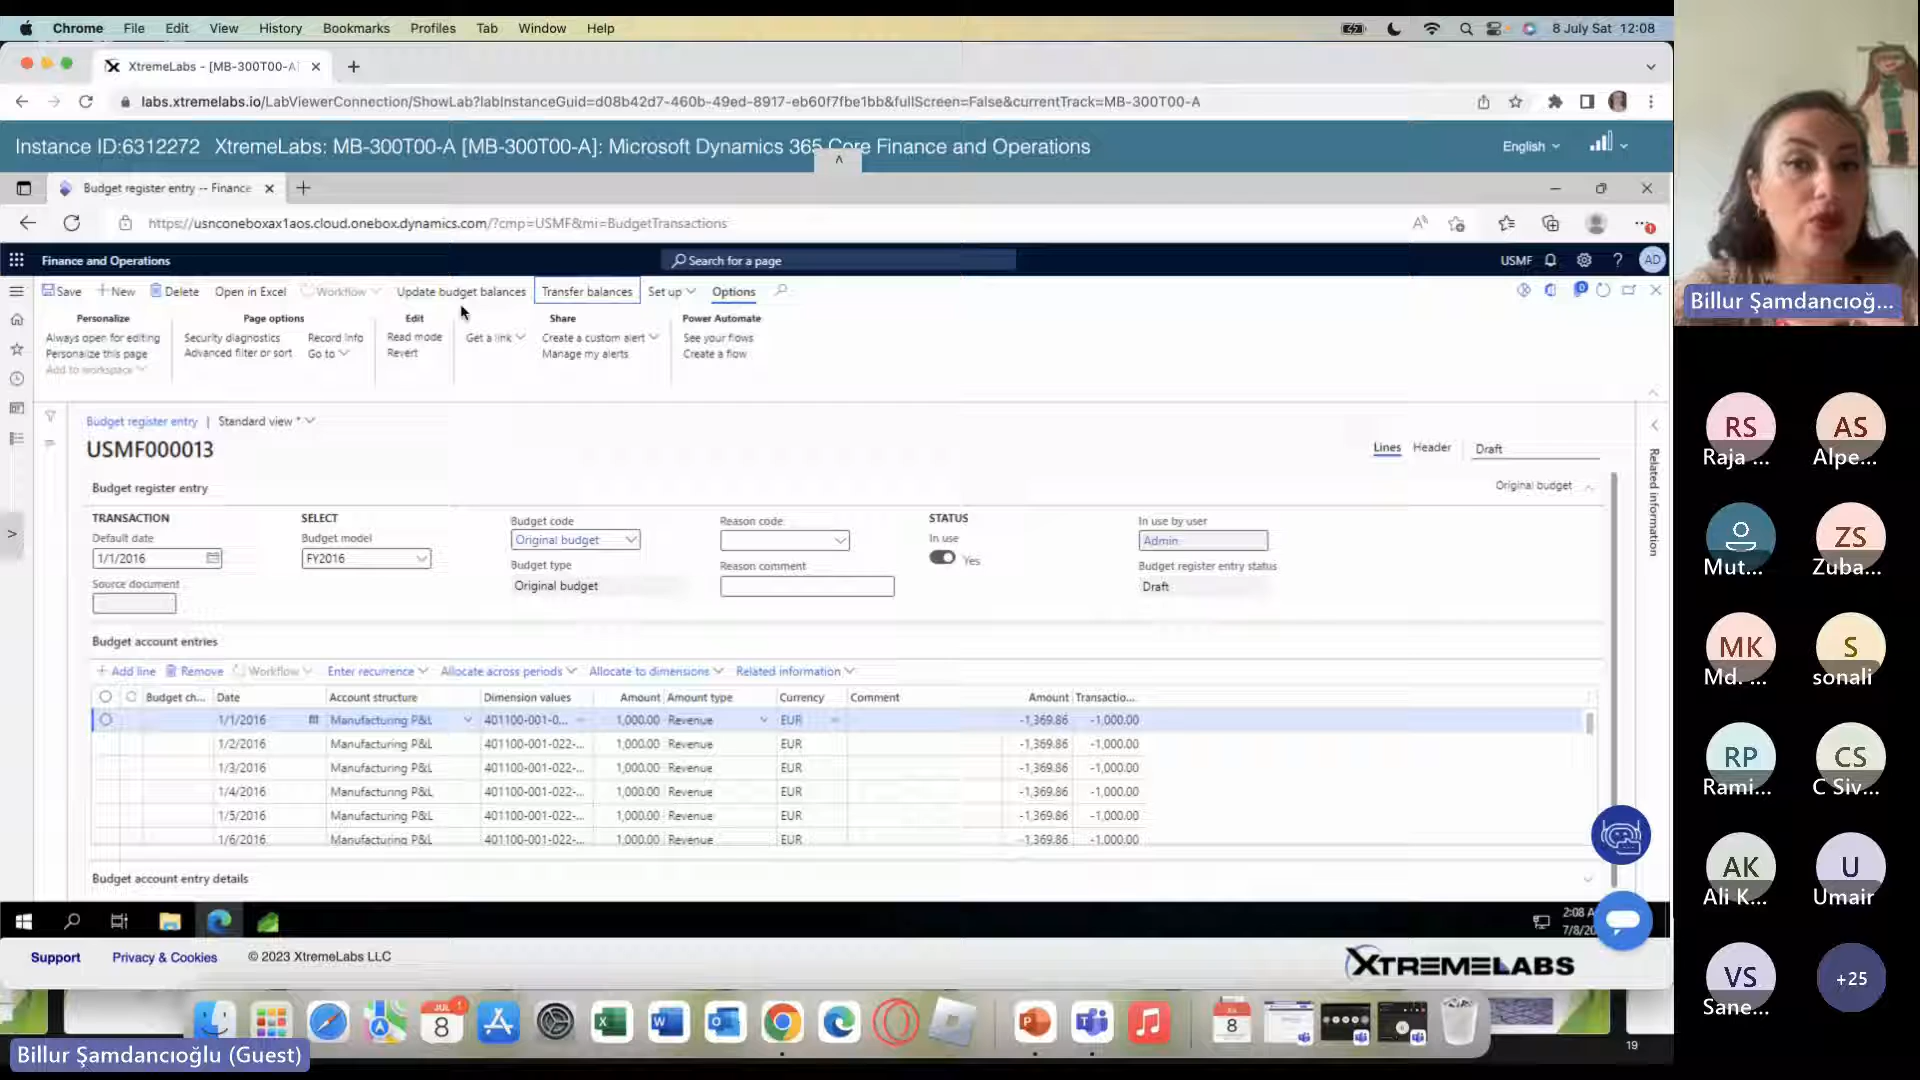 Chrome File Edit View History Bookmarks Profiles Tab Window Help 8 July Sat 12:08
XtremeLabs - [MB-300T00-A]
labs.xtremelabs.io/LabViewerConnection/ShowLab?labInstanceGuid=d08b42d7-460b-49ed-8917-eb60f7fbe1bb&fullScreen=False&currentTrack=MB-300T00-A
Instance ID:6312272 XtremeLabs: MB-300T00-A [MB-300T00-A]: Microsoft Dynamics 365 Core Finance and Operations English
Budget register entry -- Finance
https://usnconeboxax1aos.cloud.onebox.dynamics.com/?cmp=USMF&mi=BudgetTransactions
Finance and Operations Search for a page USMF ? AD
Save + New Delete Open in Excel Workflow Update budget balances Transfer balances Set up Options
Personalize Page options Edit Share Power Automate
Always open for editing Security diagnostics Record info Read mode Get a link Create a custom alert See your flows
Personalize this page Advanced filter or sort Go to Revert Manage my alerts Create a flow
Add to workspace
Budget register entry | Standard view *
USMF000013
Lines Header Draft
Related information
Budget register entry Original budget
TRANSACTION SELECT Budget code Reason code STATUS In use by user
Default date Budget model Original budget In use Admin
1/1/2016 FY2016 Budget type Reason comment Yes Budget register entry status
Source document Original budget Draft
Budget account entries
+ Add line Remove Workflow Enter recurrence Allocate across periods Allocate to dimensions Related information
Budget ch... Date Account structure Dimension values Amount Amount type Currency Comment Amount Transactio...
1/1/2016 Manufacturing P&L 401100-001-0... 1,000.00 Revenue EUR -1,369.86 -1,000.00
1/2/2016 Manufacturing P&L 401100-001-022-... 1,000.00 Revenue EUR -1,369.86 -1,000.00
1/3/2016 Manufacturing P&L 401100-001-022-... 1,000.00 Revenue EUR -1,369.86 -1,000.00
1/4/2016 Manufacturing P&L 401100-001-022-... 1,000.00 Revenue EUR -1,369.86 -1,000.00
1/5/2016 Manufacturing P&L 401100-001-022-... 1,000.00 Revenue EUR -1,369.86 -1,000.00
1/6/2016 Manufacturing P&L 401100-001-022-... 1,000.00 Revenue EUR -1,369.86 -1,000.00
Budget account entry details
2:08 A
7/8/20
Support Privacy & Cookies © 2023 XtremeLabs LLC XTREMELABS
JUL 8
8
19
Billur Şamdancıoğlu (Guest)
Billur Şamdancıoğ...
RS AS
Raja ... Alpe...
ZS
Mut... Zuba...
MK S
Md. ... sonali
RP CS
Rami... C Siv...
AK U
Ali K... Umair
VS +25
Sane...